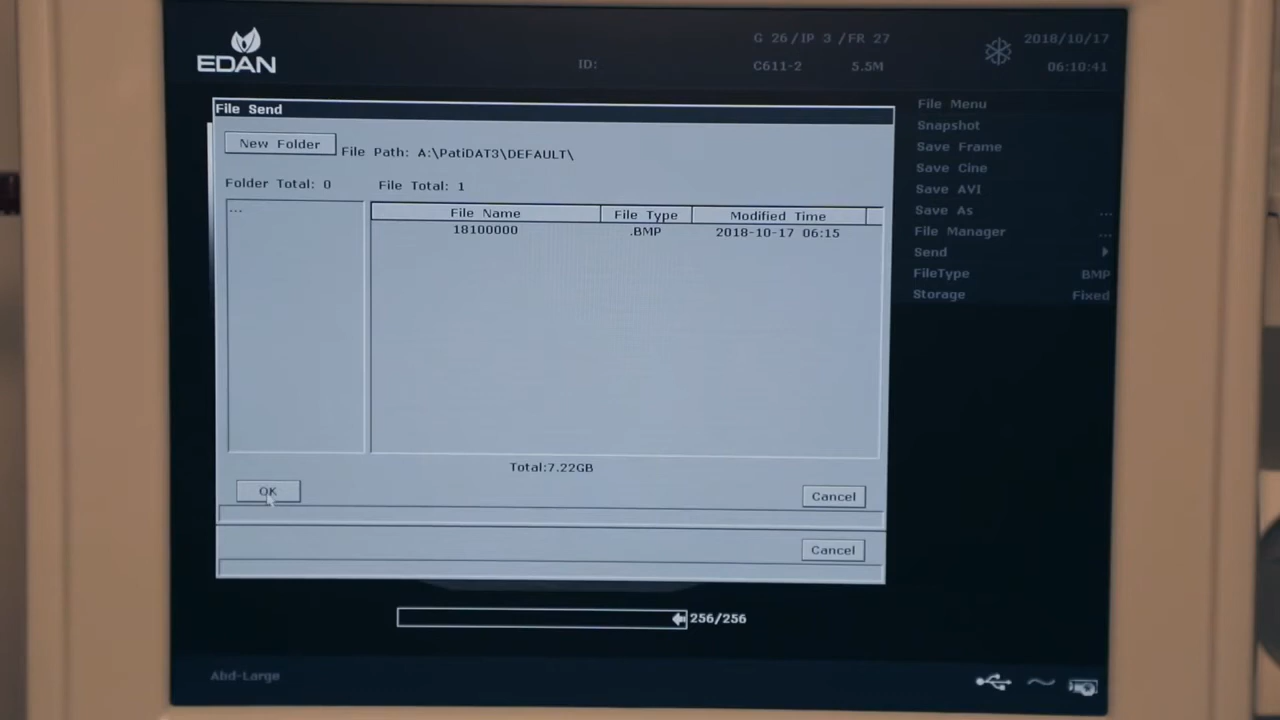 EDAN
ID:
G 26/IP 3 /FR 27
C611-2 5.5M
2018/10/17
06:10:41
File Send
New Folder
File Path: A:\PatiDAT3\DEFAULT\
Folder Total: 0
File Total: 1
...
File Name File Type Modified Time
18100000 .BMP 2018-10-17 06:15
Total:7.22GB
OK
Cancel
Cancel
256/256
Abd-Large
File Menu
Snapshot
Save Frame
Save Cine
Save AVI
Save As ...
File Manager ...
Send
FileType BMP
Storage Fixed